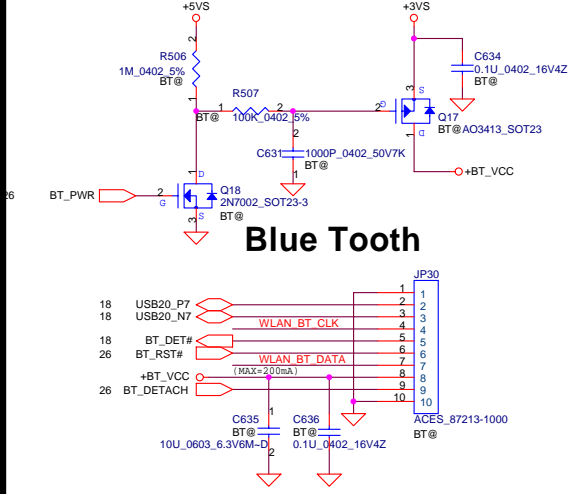 +5VS
+3VS
2
R506
1M_0402_5%
BT@
1
R507
1
2
BT@
100K_0402_5%
C634
0.1U_0402_16V4Z
BT@
3
S
2
G
Q17
BT@ AO3413_SOT23
1
D
2
C631
1000P_0402_50V7K
BT@
1
+BT_VCC
1
D
26
BT_PWR
2
G
Q18
2N7002_SOT23-3
3
S
BT@
Blue Tooth
JP30
1
1
18
USB20_P7
2
2
18
USB20_N7
3
3
WLAN_BT_CLK
4
4
18
BT_DET#
5
5
26
BT_RST#
6
6
WLAN_BT_DATA
7
7
+BT_VCC
(MAX=200mA)
8
8
26
BT_DETACH
9
9
10
10
ACES_87213-1000
BT@
1
C635
BT@
10U_0603_6.3V6M~D
2
C636
BT@
0.1U_0402_16V4Z